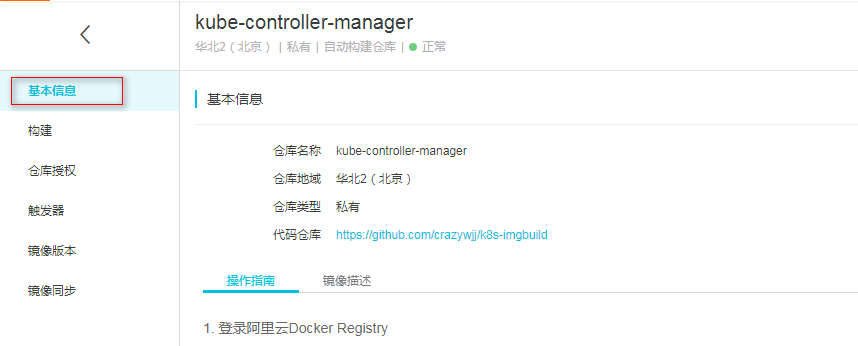 kube-controller-manager
华北2（北京） | 私有 | 自动构建仓库 | 正常
基本信息
构建
仓库授权
触发器
镜像版本
镜像同步
基本信息
仓库名称 kube-controller-manager
仓库地域 华北2（北京）
仓库类型 私有
代码仓库 https://github.com/crazywjj/k8s-imgbuild
操作指南 镜像描述
1. 登录阿里云Docker Registry